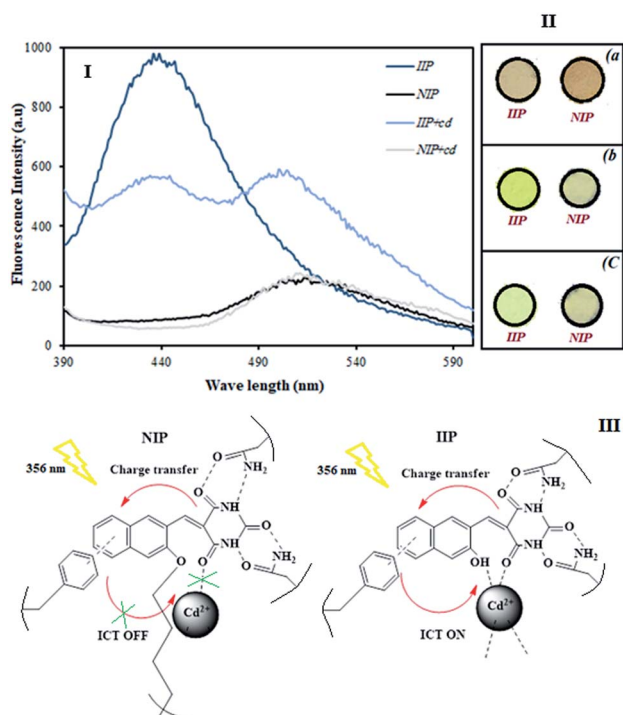 I
II
1000
800
600
400
200
0
Fluorescence Intensity (a.u)
390
440
490
540
590
Wave length (nm)
IIP
NIP
IIP+cd
NIP+cd
(a
IIP
NIP
(b
IIP
NIP
(C
IIP
NIP
III
NIP
356 nm
Charge transfer
O
NH2
O
NH
O
NH
O
NH2
O
O
Cd2+
ICT OFF
IIP
356 nm
Charge transfer
O
NH2
O
NH
O
NH
O
NH2
OH
O
Cd2+
ICT ON